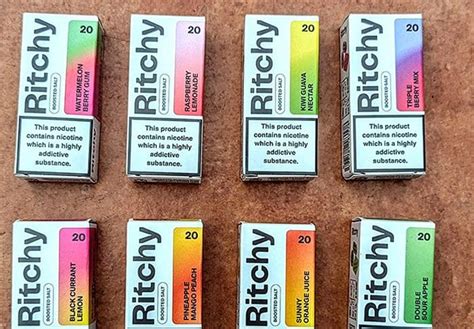 Ritchy
20
WATERMELON
BERRY GUM
BOOSTED SALT
This product
contains nicotine
which is a highly
addictive
substance.
Ritchy
20
RASPBERRY
LEMONADE
BOOSTED SALT
This product
contains nicotine
which is a highly
addictive
substance.
Ritchy
20
KIWI GUAVA
NECTAR
BOOSTED SALT
This product
contains nicotine
which is a highly
addictive
substance.
Ritchy
20
TRIPLE
BERRY MIX
BOOSTED SALT
This product
contains nicotine
which is a highly
addictive
substance.
Ritchy
20
BLACKCURRANT
LEMON
BOOSTED SALT
Ritchy
20
PINEAPPLE
MANGO PEACH
BOOSTED SALT
Ritchy
20
SUNNY
ORANGE JUICE
BOOSTED SALT
Ritchy
20
DOUBLE
SOUR APPLE
BOOSTED SALT